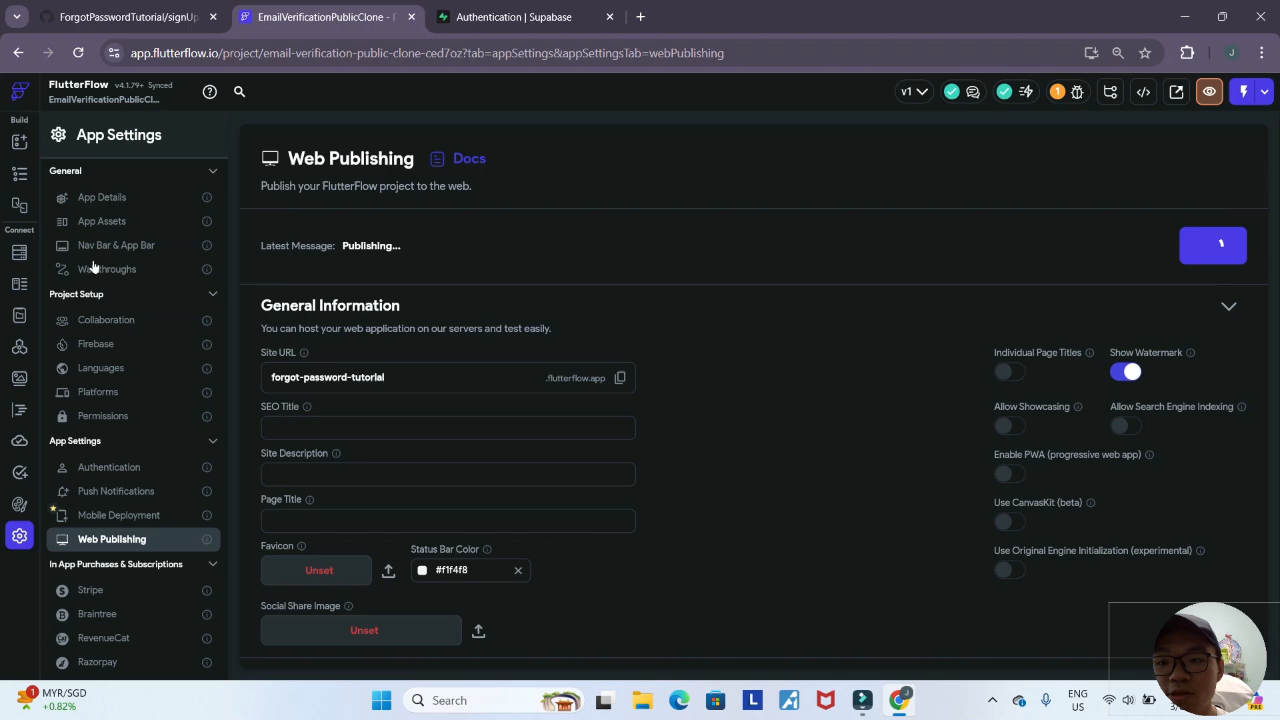 ForgotPasswordTutorial/signUp
EmailVerificationPublicClone -
Authentication | Supabase
app.flutterflow.io/project/email-verification-public-clone-ced7oz?tab=appSettings&appSettingsTab=webPublishing
J
FlutterFlow v4.1.79+ Synced
EmailVerificationPublicCl...
v1
1
Build
Connect
App Settings
General
App Details
App Assets
Nav Bar & App Bar
Project Setup
Collaboration
Firebase
Languages
Platforms
Permissions
App Settings
Authentication
Push Notifications
Mobile Deployment
Web Publishing
In App Purchases & Subscriptions
Stripe
Braintree
RevenueCat
Razorpay
Web Publishing Docs
Publish your FlutterFlow project to the web.
Latest Message: Publishing...
General Information
You can host your web application on our servers and test easily.
Site URL
forgot-password-tutorial .flutterflow.app
SEO Title
Site Description
Page Title
Favicon
Unset
Status Bar Color
#f1f4f8
Social Share Image
Unset
Individual Page Titles
Show Watermark
Allow Showcasing
Allow Search Engine Indexing
Enable PWA (progressive web app)
Use CanvasKit (beta)
Use Original Engine Initialization (experimental)
1
MYR/SGD
+0.82%
Search
L
J
ENG
US
PRE